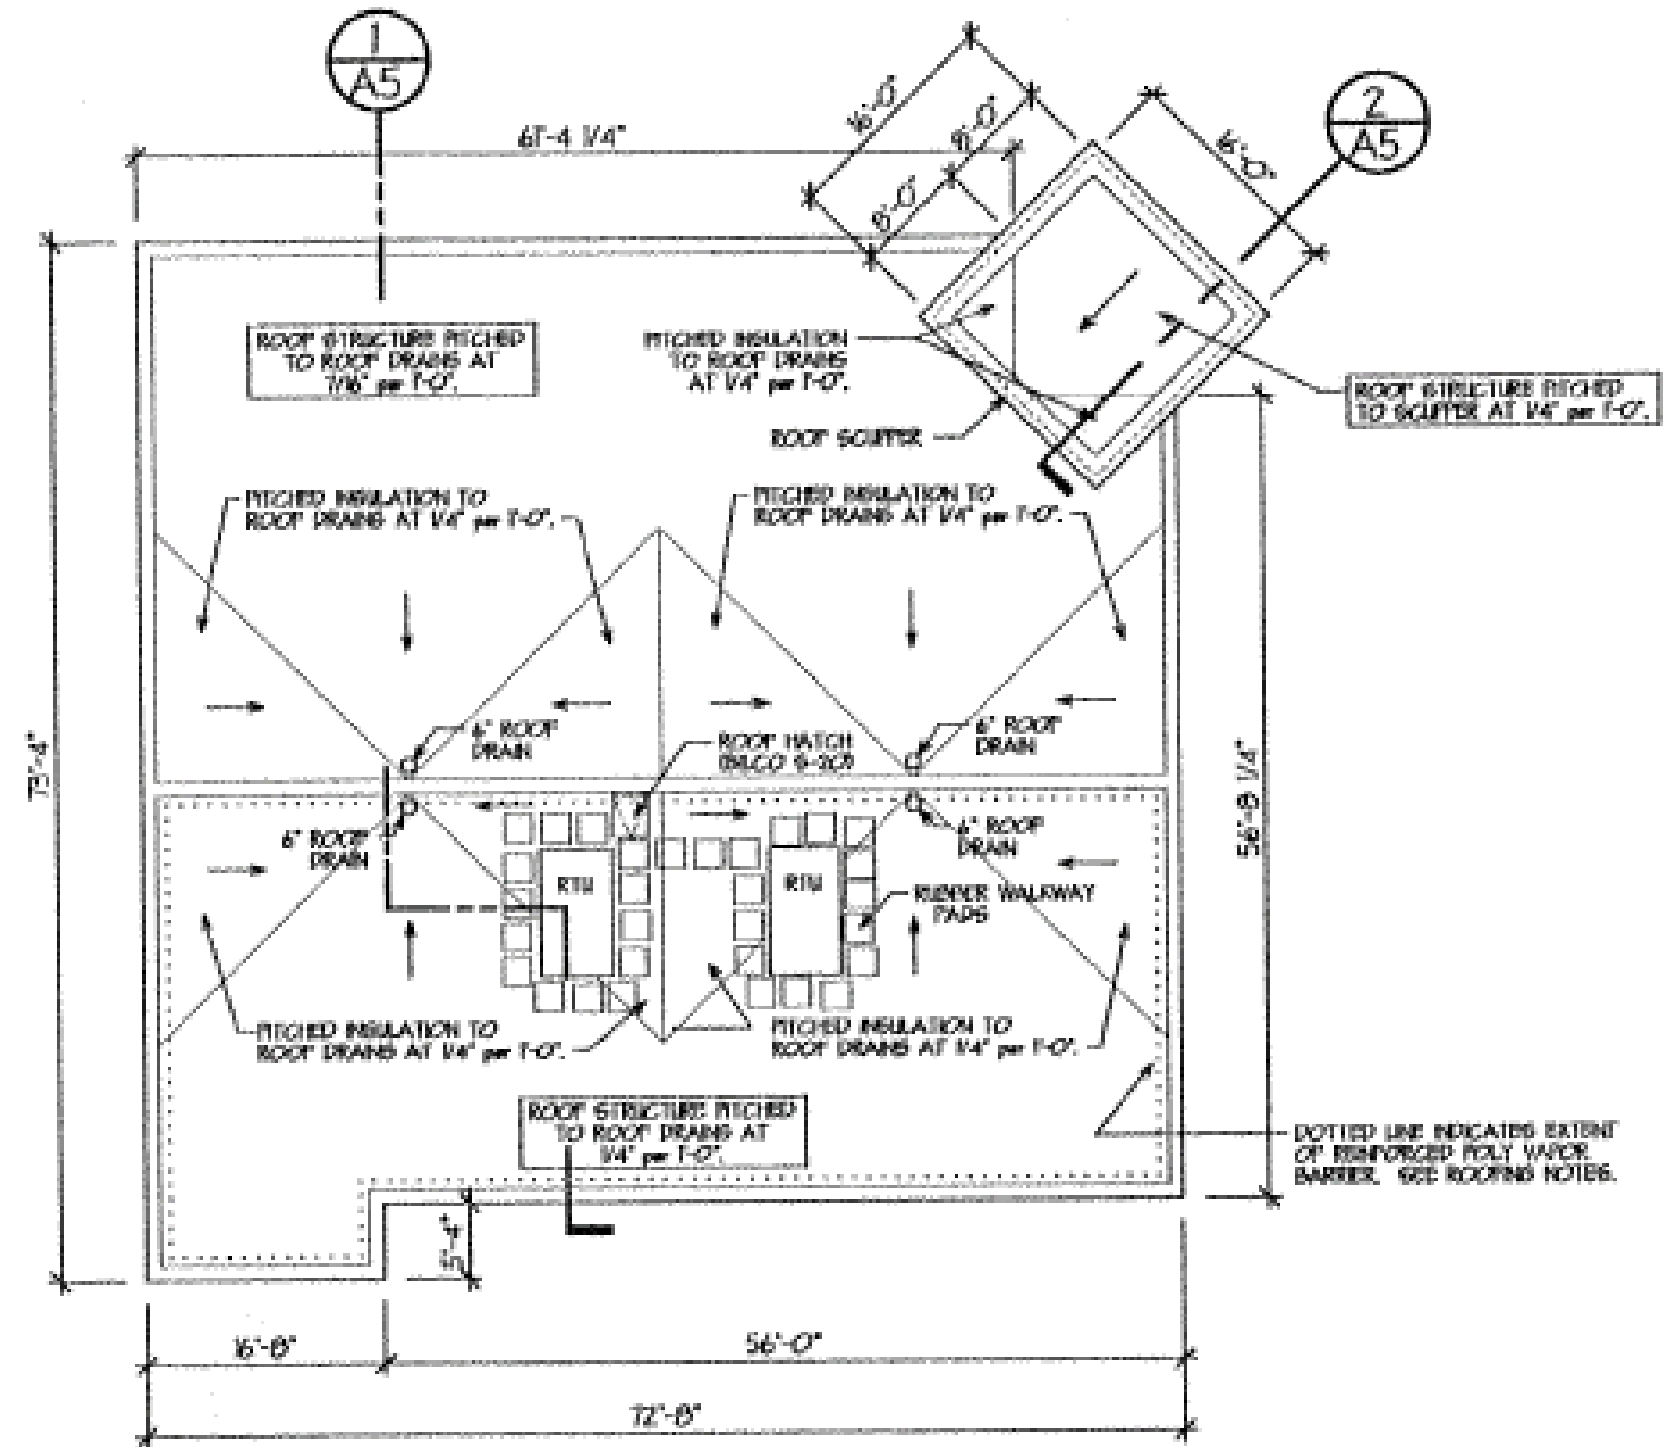 1
A5
2
A5
61'-4 1/4"
16'-0"
8'-0"
8'-0"
16'-0"
ROOF STRUCTURE PITCHED
TO ROOF DRAINS AT
7/16" per 1'-0".
PITCHED INSULATION
TO ROOF DRAINS
AT 1/4" per 1'-0".
ROOF STRUCTURE PITCHED
TO SCUPPER AT 1/4" per 1'-0".
ROOF SCUPPER
PITCHED INSULATION TO
ROOF DRAINS AT 1/4" per 1'-0".
PITCHED INSULATION TO
ROOF DRAINS AT 1/4" per 1'-0".
73'-4"
6" ROOF
DRAIN
ROOF HATCH
(BILCO S-20)
6" ROOF
DRAIN
56'-8 1/4"
6" ROOF
DRAIN
RTU
RTU
6" ROOF
DRAIN
RUBBER WALKWAY
PADS
PITCHED INSULATION TO
ROOF DRAINS AT 1/4" per 1'-0".
PITCHED INSULATION TO
ROOF DRAINS AT 1/4" per 1'-0".
ROOF STRUCTURE PITCHED
TO ROOF DRAINS AT
1/4" per 1'-0".
DOTTED LINE INDICATES EXTENT
OF REINFORCED POLY VAPOR
BARRIER. SEE ROOFING NOTES.
5'-4"
16'-8"
56'-0"
72'-8"